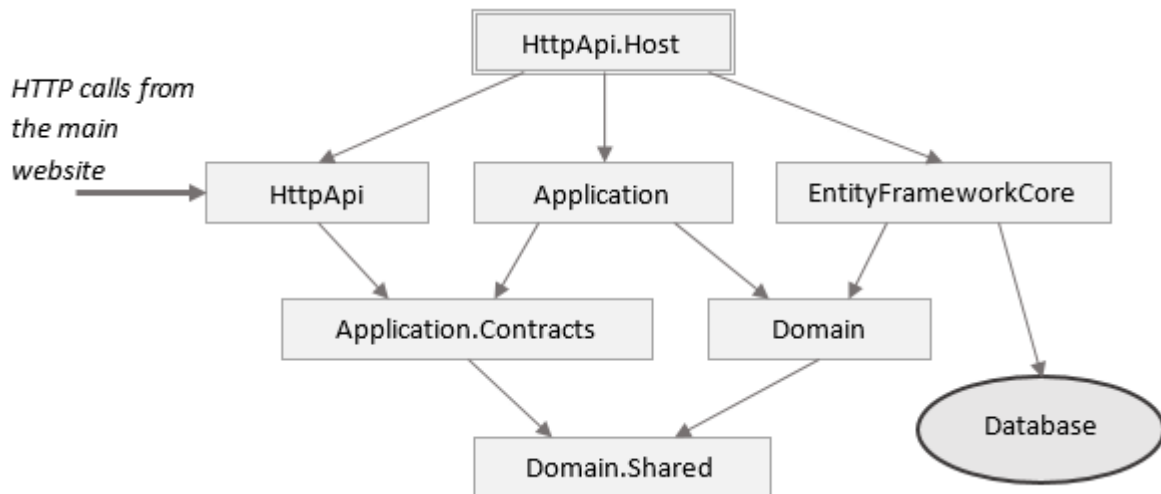 HttpApi.Host
HTTP calls from
the main
website
HttpApi
Application
EntityFrameworkCore
Application.Contracts
Domain
Database
Domain.Shared